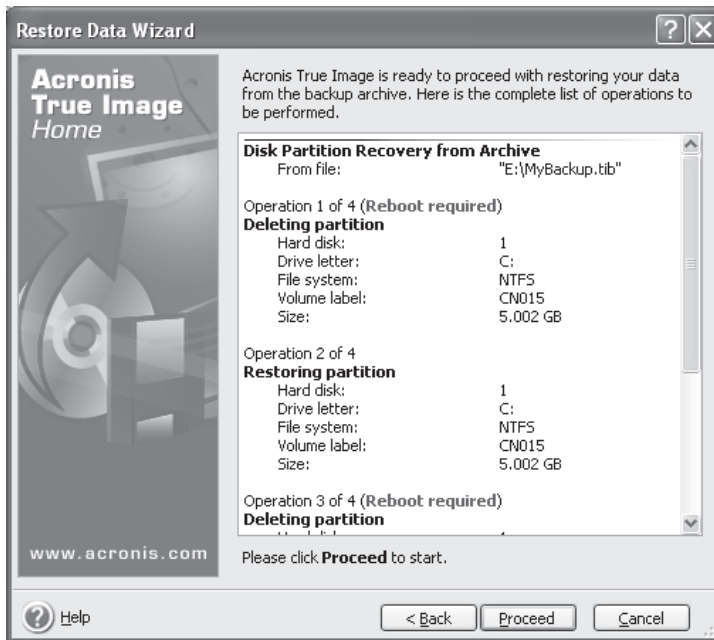 Restore Data Wizard
Acronis
True Image
Home
www.acronis.com
Acronis True Image is ready to proceed with restoring your data
from the backup archive. Here is the complete list of operations to
be performed.
Disk Partition Recovery from Archive
From file: "E:\MyBackup.tib"
Operation 1 of 4 (Reboot required)
Deleting partition
Hard disk: 1
Drive letter: C:
File system: NTFS
Volume label: CN015
Size: 5.002 GB
Operation 2 of 4
Restoring partition
Hard disk: 1
Drive letter: C:
File system: NTFS
Volume label: CN015
Size: 5.002 GB
Operation 3 of 4 (Reboot required)
Deleting partition
Please click Proceed to start.
Help
< Back
Proceed
Cancel